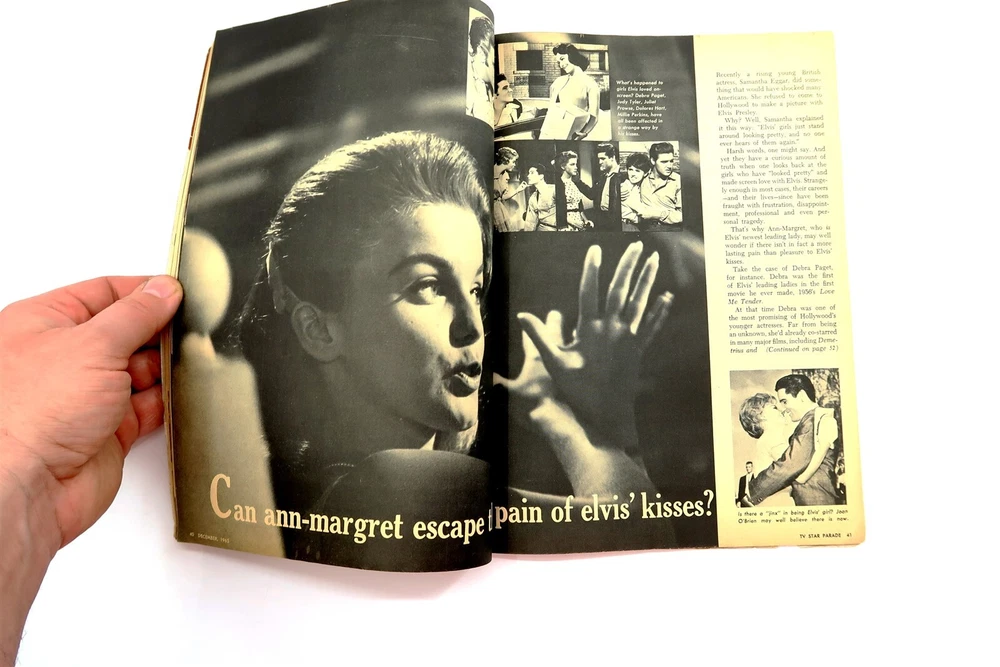 Can ann-margret escape t pain of elvis' kisses?
40 DECEMBER, 1963
What's happened to
girls Elvis loved on-
screen? Debra Paget,
Judy Tyler, Juliet
Prowse, Dolores Hart,
Millie Perkins, have
all been affected in
a strange way by
his kisses.
Recently a rising young British
actress, Samantha Eggar, did some-
thing that would have shocked many
Americans. She refused to come to
Hollywood to make a picture with
Elvis Presley.
Why? Well, Samantha explained
it this way: "Elvis' girls just stand
around looking pretty, and no one
ever hears of them again."
Harsh words, one might say. And
yet they have a curious amount of
truth when one looks back at the
girls who have "looked pretty" and
made screen love with Elvis. Strange-
ly enough in most cases, their careers
—and their lives—since have been
fraught with frustration, disappoint-
ment, professional and even per-
sonal tragedy.
That's why Ann-Margret, who is
Elvis' newest leading lady, may well
wonder if there isn't in fact a more
lasting pain than pleasure to Elvis'
kisses.
Take the case of Debra Paget,
for instance. Debra was the first
of Elvis' leading ladies in the first
movie he ever made, 1956's Love
Me Tender.
At that time Debra was one of
the most promising of Hollywood's
younger actresses. Far from being
an unknown, she'd already co-starred
in many major films, including Deme-
trius and (Continued on page 12)
Is there a "jinx" in being Elvis' girl? Joan
O'Brien may well believe there is now.
TV STAR PARADE 41